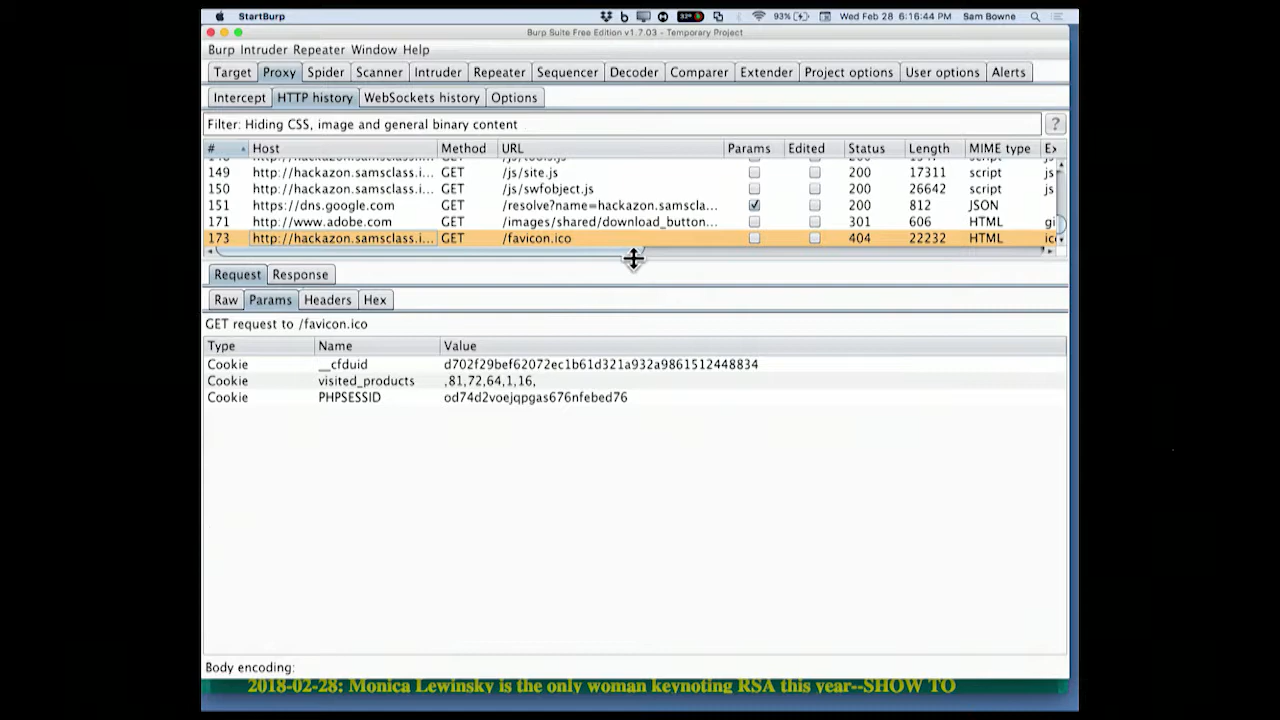 StartBurp 93% Wed Feb 28 6:16:44 PM Sam Bowne
Burp Suite Free Edition v1.7.03 - Temporary Project
Burp Intruder Repeater Window Help
Target Proxy Spider Scanner Intruder Repeater Sequencer Decoder Comparer Extender Project options User options Alerts
Intercept HTTP history WebSockets history Options
Filter: Hiding CSS, image and general binary content ?
# Host Method URL Params Edited Status Length MIME type Ex
149 http://hackazon.samsclass.i... GET /js/site.js 200 17311 script js
150 http://hackazon.samsclass.i... GET /js/swfobject.js 200 26642 script js
151 https://dns.google.com GET /resolve?name=hackazon.samscla... 200 812 JSON
171 http://www.adobe.com GET /images/shared/download_button... 301 606 HTML gi
173 http://hackazon.samsclass.i... GET /favicon.ico 404 22232 HTML ico
Request Response
Raw Params Headers Hex
GET request to /favicon.ico
Type Name Value
Cookie __cfduid d702f29bef62072ec1b61d321a932a9861512448834
Cookie visited_products ,81,72,64,1,16,
Cookie PHPSESSID od74d2voejqpgas676nfebed76
Body encoding:
2018-02-28: Monica Lewinsky is the only woman keynoting RSA this year--SHOW TO